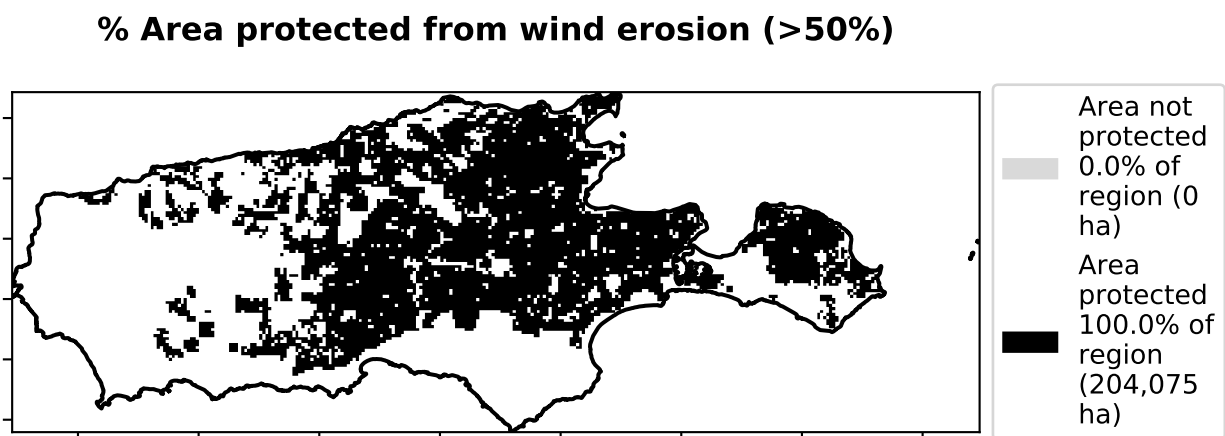 % Area protected from wind erosion (>50%)
Area not
protected
0.0% of
region (0
ha)
Area
protected
100.0% of
region
(204,075
ha)